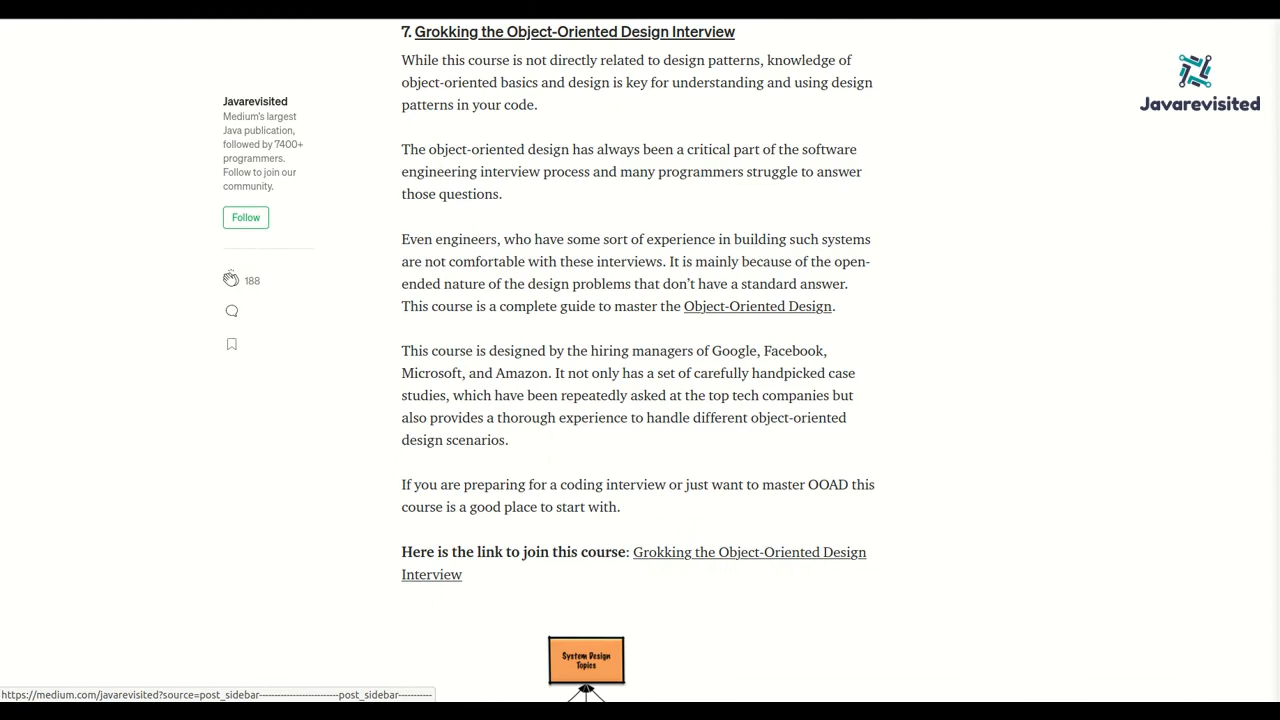 7. Grokking the Object-Oriented Design Interview
While this course is not directly related to design patterns, knowledge of
object-oriented basics and design is key for understanding and using design
patterns in your code.
The object-oriented design has always been a critical part of the software
engineering interview process and many programmers struggle to answer
those questions.
Even engineers, who have some sort of experience in building such systems
are not comfortable with these interviews. It is mainly because of the open-
ended nature of the design problems that don’t have a standard answer.
This course is a complete guide to master the Object-Oriented Design.
This course is designed by the hiring managers of Google, Facebook,
Microsoft, and Amazon. It not only has a set of carefully handpicked case
studies, which have been repeatedly asked at the top tech companies but
also provides a thorough experience to handle different object-oriented
design scenarios.
If you are preparing for a coding interview or just want to master OOAD this
course is a good place to start with.
Here is the link to join this course: Grokking the Object-Oriented Design
Interview
System Design
Topics
Javarevisited
Medium’s largest
Java publication,
followed by 7400+
programmers.
Follow to join our
community.
Follow
188
Javarevisited
https://medium.com/javarevisited?source=post_sidebar--------------------------post_sidebar-----------